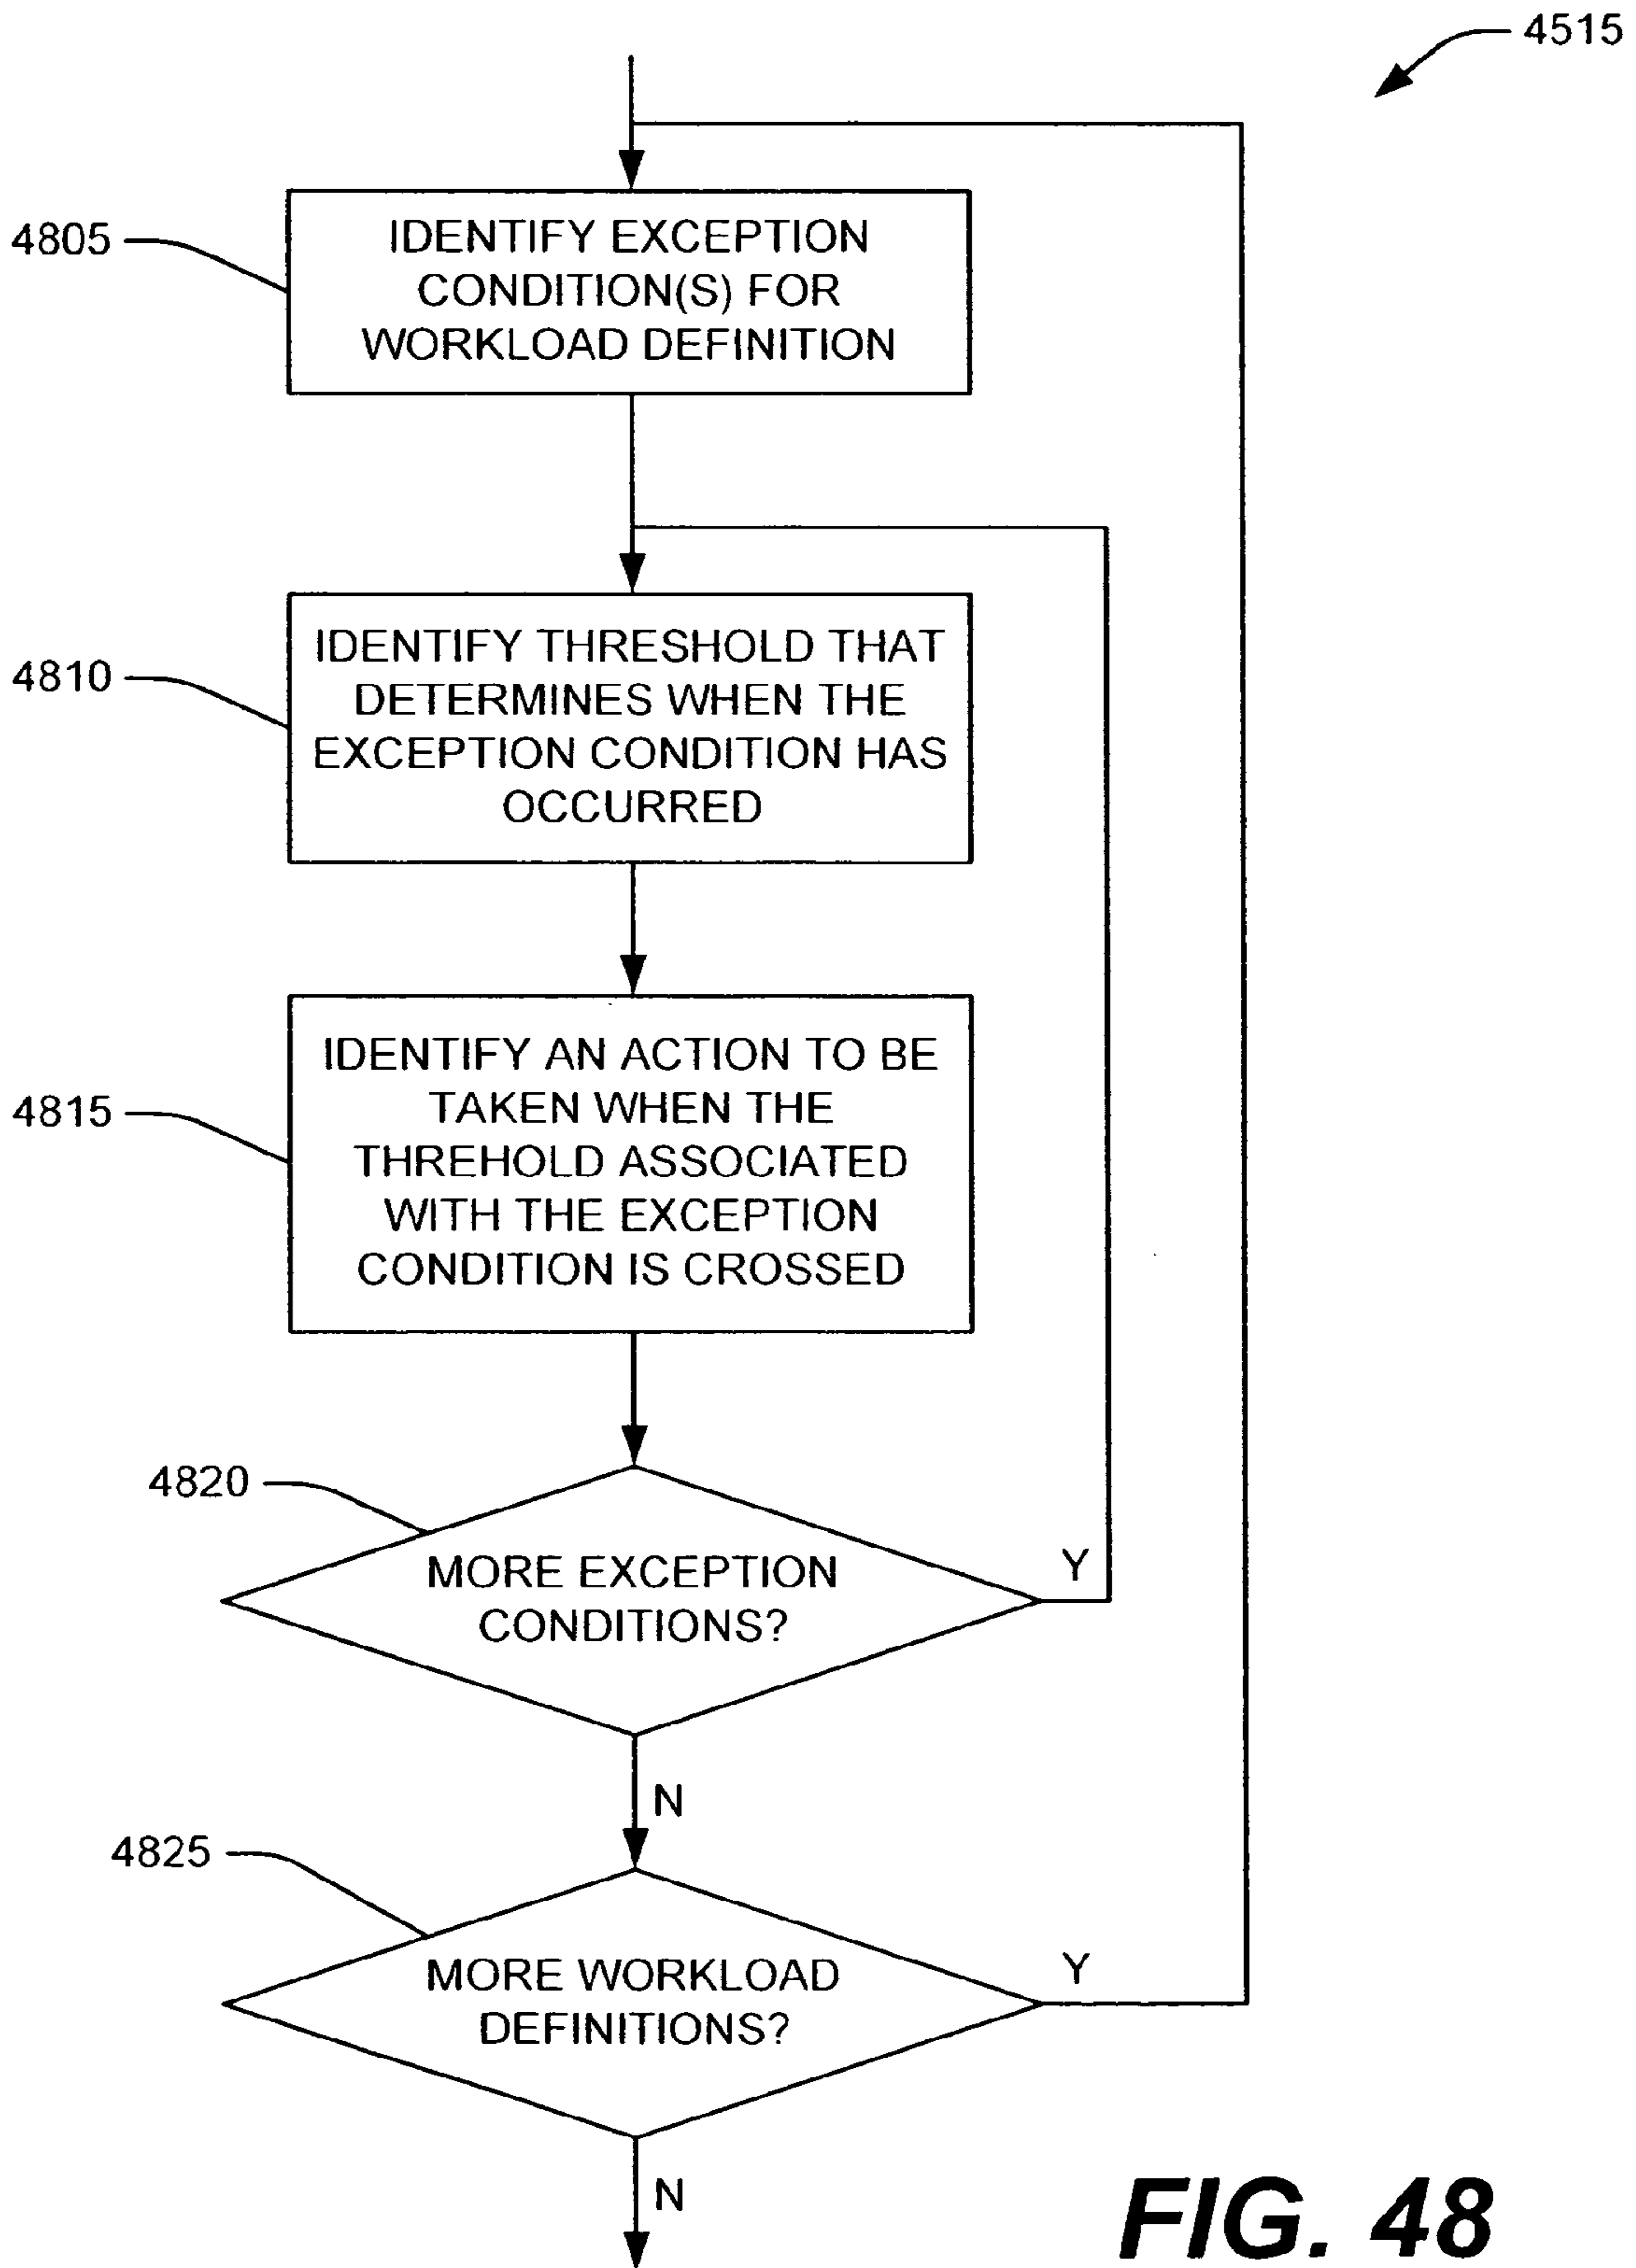 4515
4805
IDENTIFY EXCEPTION
CONDITION(S) FOR
WORKLOAD DEFINITION
4810
IDENTIFY THRESHOLD THAT
DETERMINES WHEN THE
EXCEPTION CONDITION HAS
OCCURRED
4815
IDENTIFY AN ACTION TO BE
TAKEN WHEN THE
THREHOLD ASSOCIATED
WITH THE EXCEPTION
CONDITION IS CROSSED
4820
MORE EXCEPTION
CONDITIONS?
Y
N
4825
MORE WORKLOAD
DEFINITIONS?
Y
N
FIG. 48